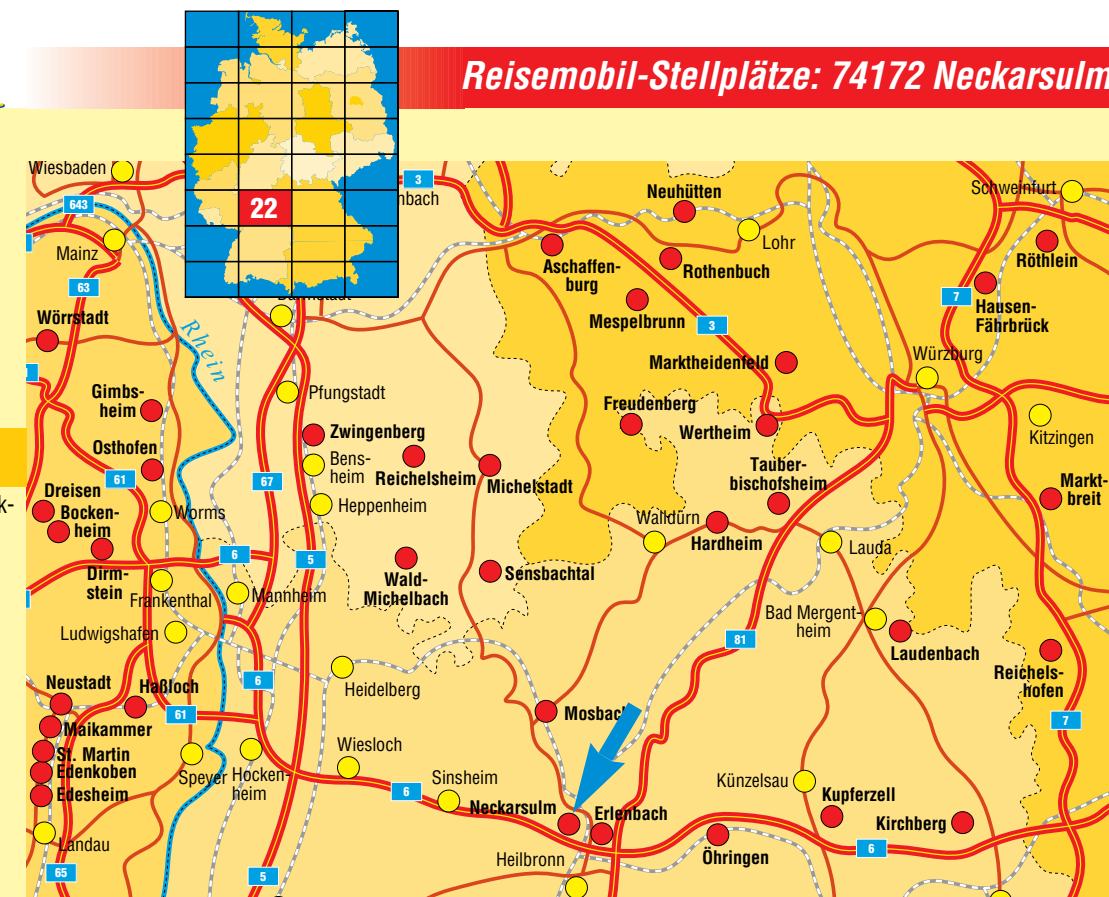 Reisemobil-Stellplätze: 74172 Neckarsulm
22
Wiesbaden
3
nbach
Neuhütten
Schweinfurt
643
Mainz
Lohr
Aschaffen-
burg
Rothenbuch
Röthlein
63
Hausen-
Fährbrück
7
Wörrstadt
Rhein
Mespelbrunn
3
Marktheidenfeld
Würzburg
Gimbs-
heim
Pfungstadt
Freudenberg
Wertheim
Kitzingen
Zwingenberg
Osthofen
Bens-
heim
Reichelsheim
Michelstadt
Tauber-
bischofsheim
Markt-
breit
61
67
Dreisen
k-
Bocken-
heim
Worms
Heppenheim
Walldürn
Hardheim
Lauda
6
5
Dirm-
stein
Frankenthal
Mannheim
Wald-
Michelbach
Sensbachtal
Ludwigshafen
Bad Mergent-
heim
81
Laudenbach
Reichels-
hofen
Neustadt
Haßloch
6
Heidelberg
61
Mosbach
7
Maikammer
St. Martin
Edenkoben
Edesheim
Speyer
Hocken-
heim
Wiesloch
Sinsheim
6
Neckarsulm
Erlenbach
Künzelsau
Kupferzell
Kirchberg
Landau
Heilbronn
Öhringen
6
65
5